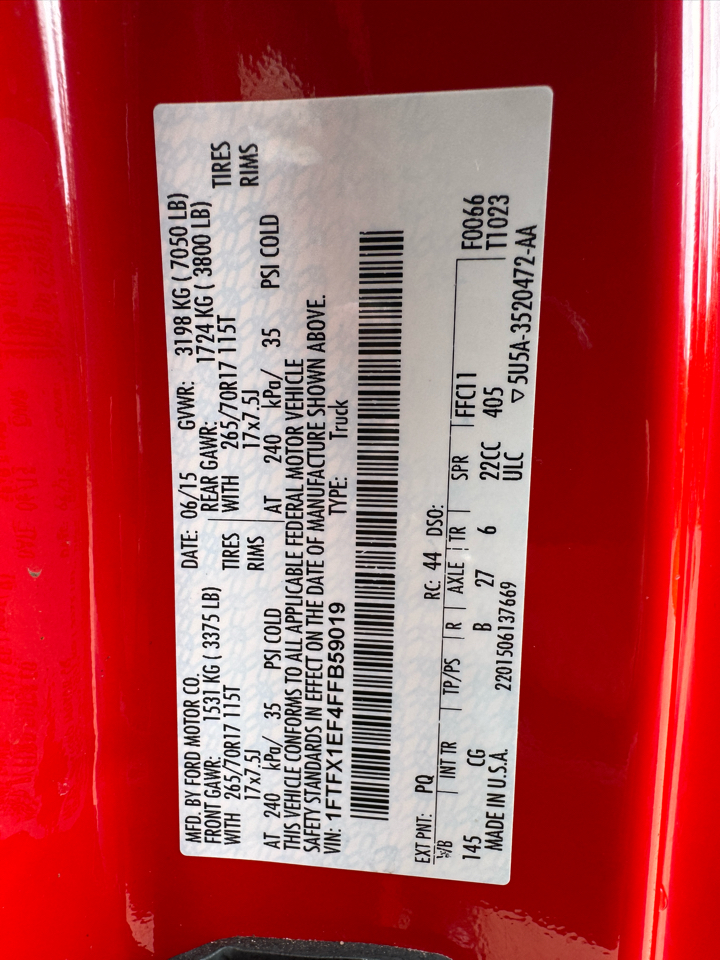 MFD. BY FORD MOTOR CO.
DATE: 06/15 GVWR: 3198 KG ( 7050 LB)
FRONT GAWR: 1531 KG ( 3375 LB)
REAR GAWR: 1724 KG ( 3800 LB)
WITH 265/70R17 115T TIRES
WITH 265/70R17 115T TIRES
17x7.5J RIMS
17x7.5J RIMS
AT 240 kPa/ 35 PSI COLD
AT 240 kPa/ 35 PSI COLD
THIS VEHICLE CONFORMS TO ALL APPLICABLE FEDERAL MOTOR VEHICLE
SAFETY STANDARDS IN EFFECT ON THE DATE OF MANUFACTURE SHOWN ABOVE.
VIN: 1FTFX1EF4FFB59019 TYPE: Truck
EXT PNT: PQ RC: 44 DSO:
W/B INT TR TP/PS R AXLE TR SPR FFC11 F0066
145 CG B 27 6 22CC 405 T1023
MADE IN U.S.A. 2201506137669 ULC ▽5U5A-3520472-AA